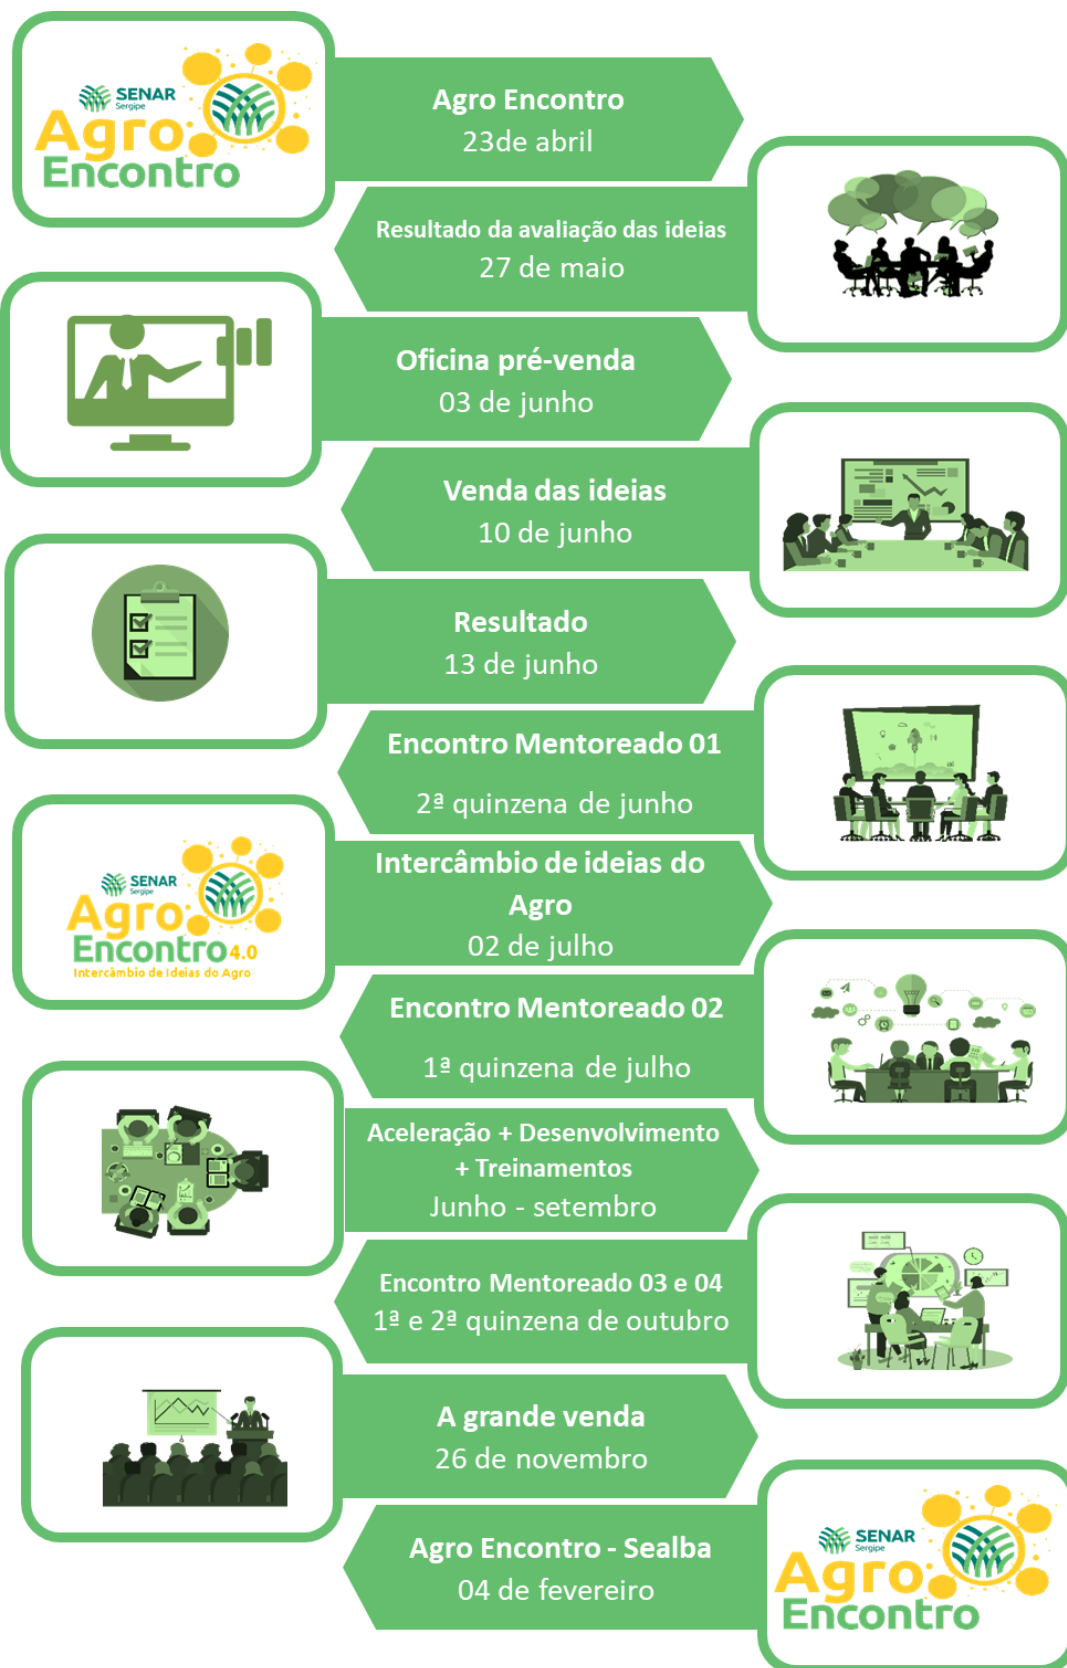 SENAR
Sergipe
Agro
Encontro
Agro Encontro
23de abril
Resultado da avaliação das ideias
27 de maio
Oficina pré-venda
03 de junho
Venda das ideias
10 de junho
Resultado
13 de junho
Encontro Mentoreado 01
2ª quinzena de junho
SENAR
Sergipe
Agro
Encontro 4.0
Intercâmbio de Ideias do Agro
Intercâmbio de ideias do
Agro
02 de julho
Encontro Mentoreado 02
1ª quinzena de julho
Aceleração + Desenvolvimento
+ Treinamentos
Junho - setembro
Encontro Mentoreado 03 e 04
1ª e 2ª quinzena de outubro
A grande venda
26 de novembro
Agro Encontro - Sealba
04 de fevereiro
SENAR
Sergipe
Agro
Encontro